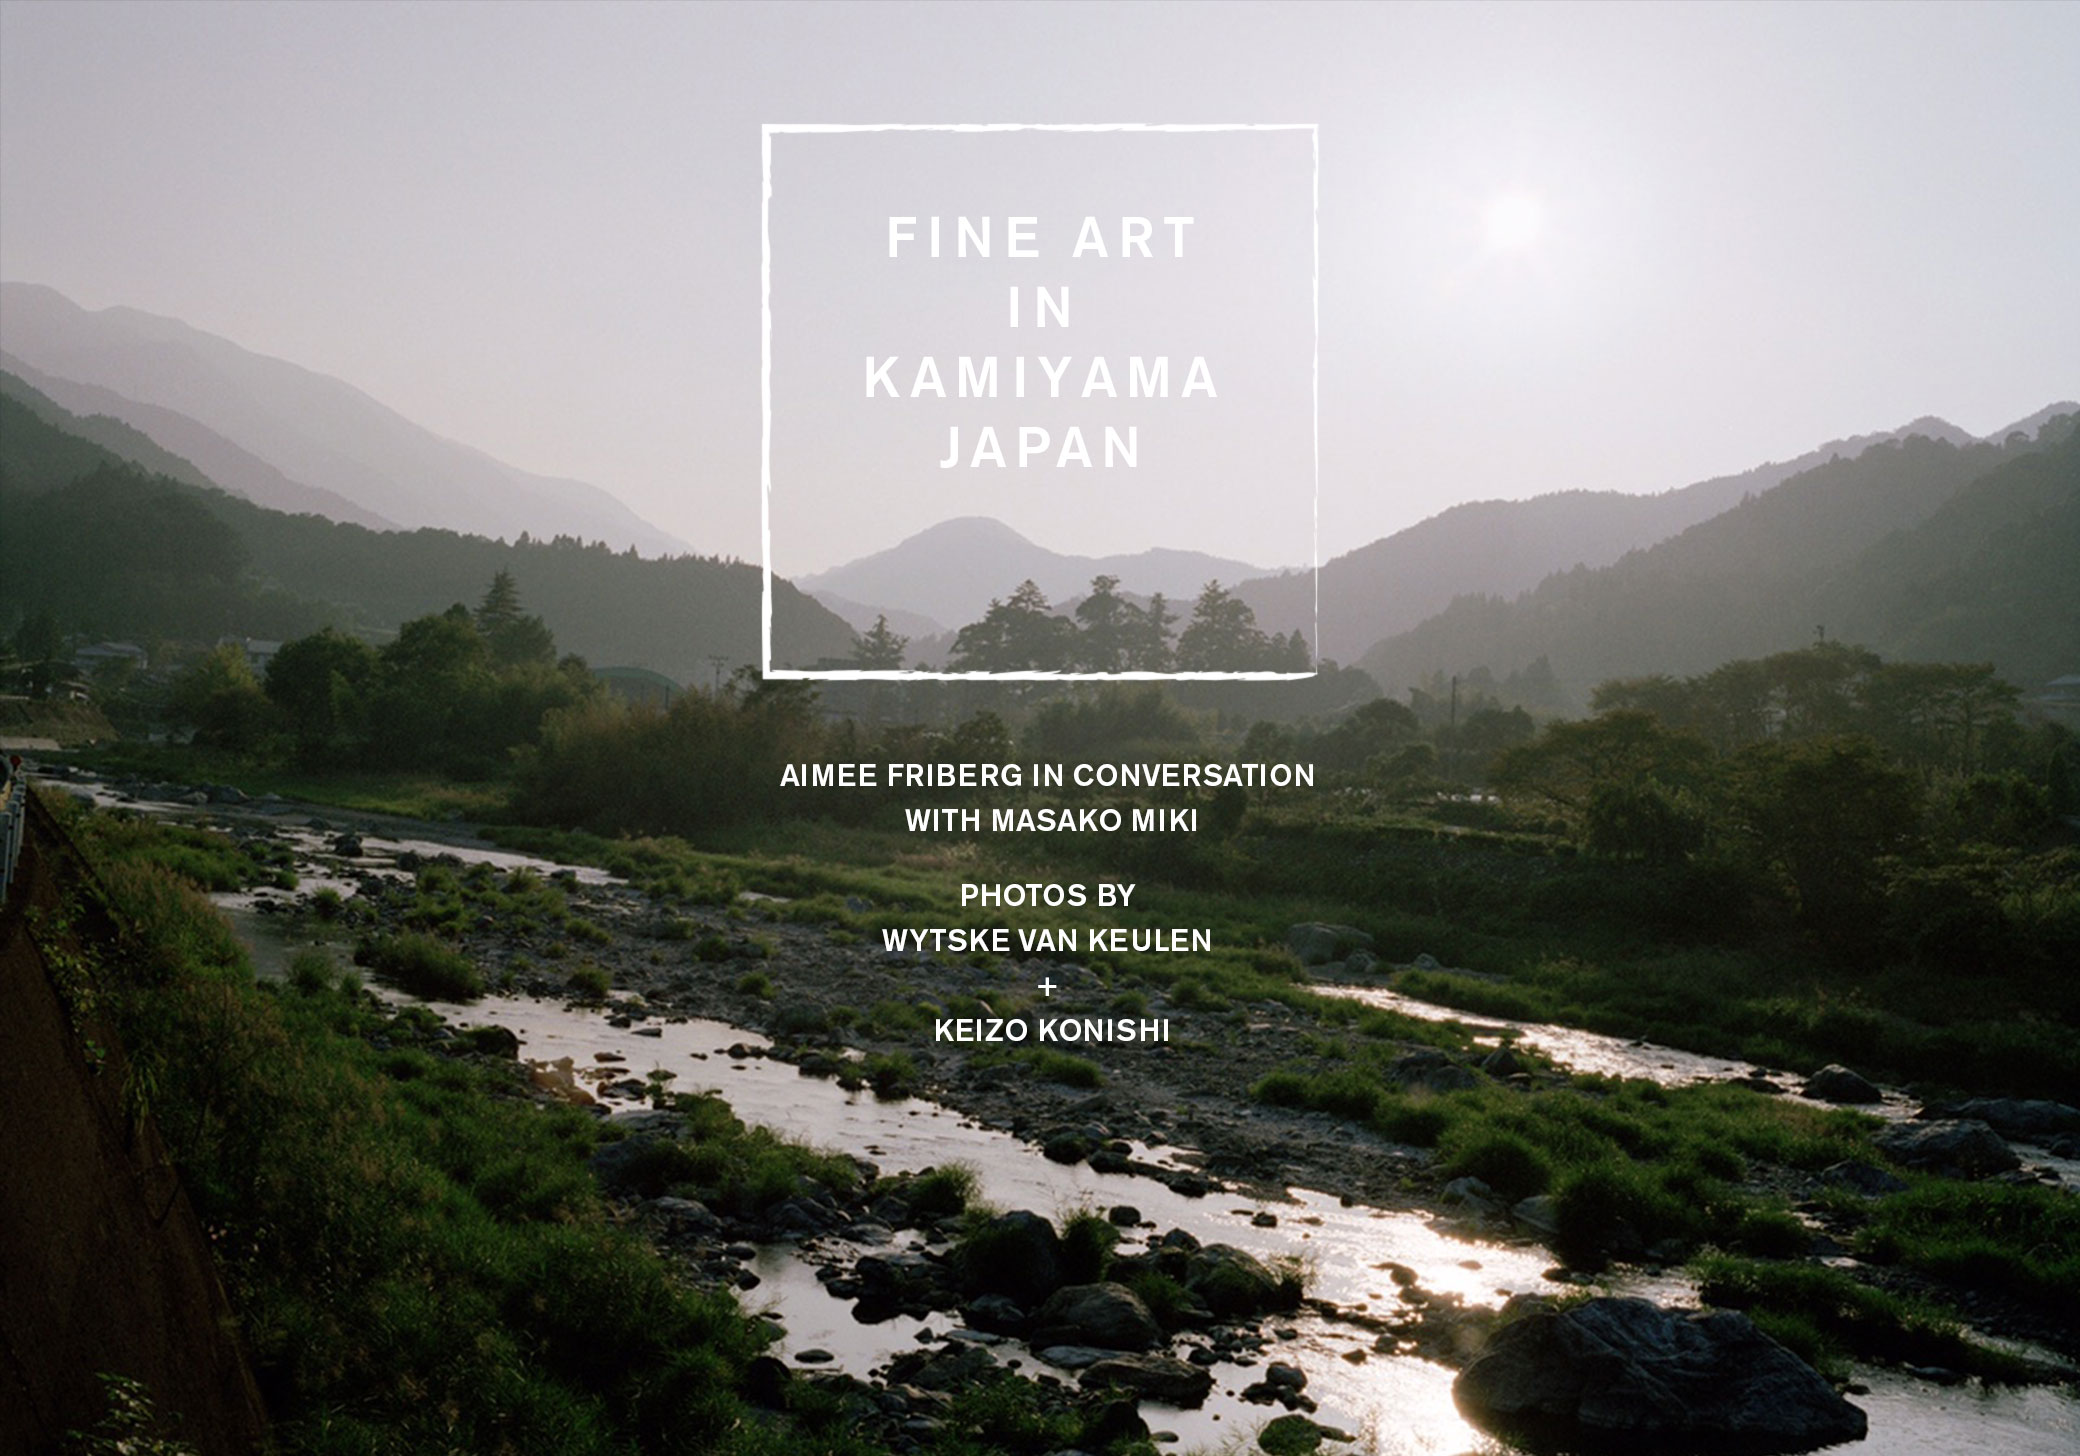 FINE ART
IN
KAMIYAMA
JAPAN
AIMEE FRIBERG IN CONVERSATION
WITH MASAKO MIKI
PHOTOS BY
WYTSKE VAN KEULEN
+
KEIZO KONISHI